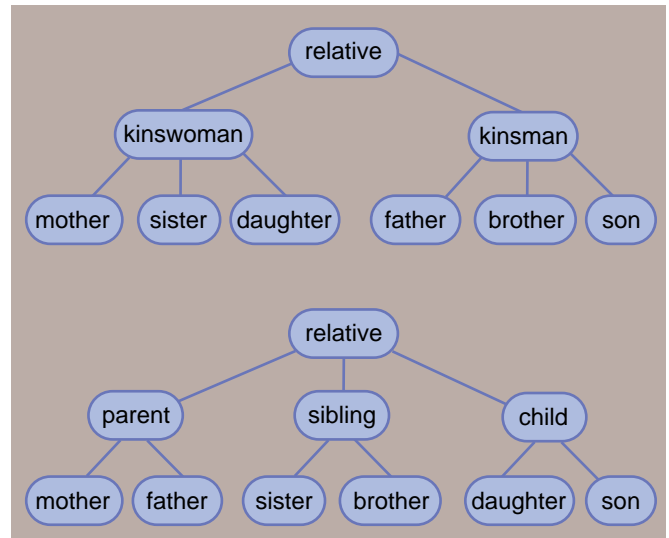 relative
kinswoman kinsman
mother sister daughter father brother son
relative
parent sibling child
mother father sister brother daughter son